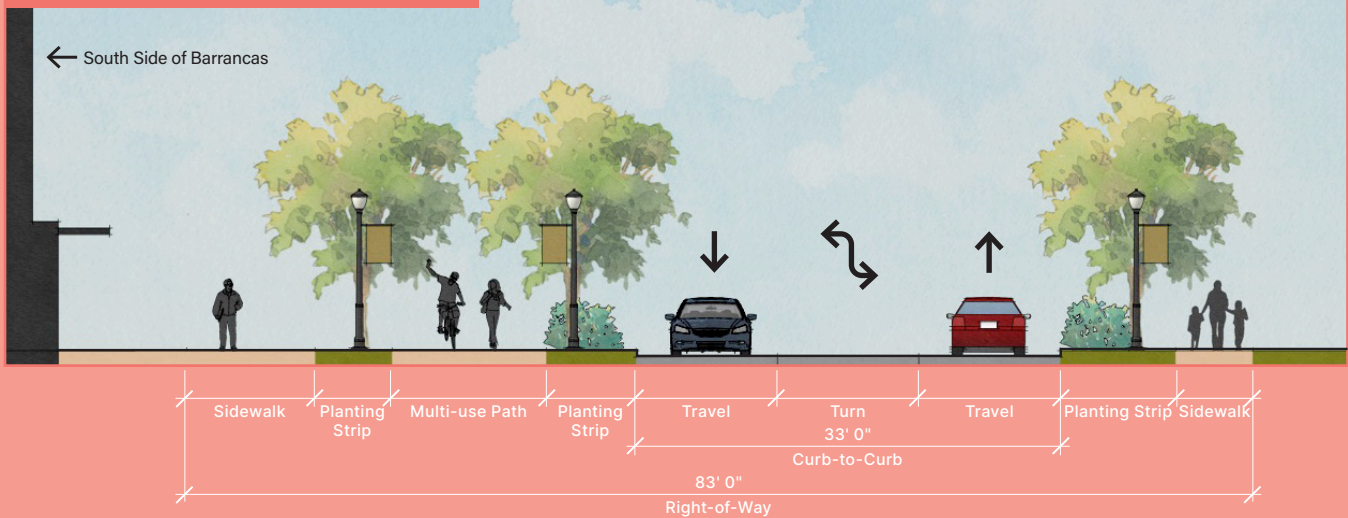 South Side of Barrancas
Sidewalk
Planting
Strip
Multi-use Path
Planting
Strip
Travel
Turn
Travel
Planting Strip
Sidewalk
33' 0"
Curb-to-Curb
83' 0"
Right-of-Way